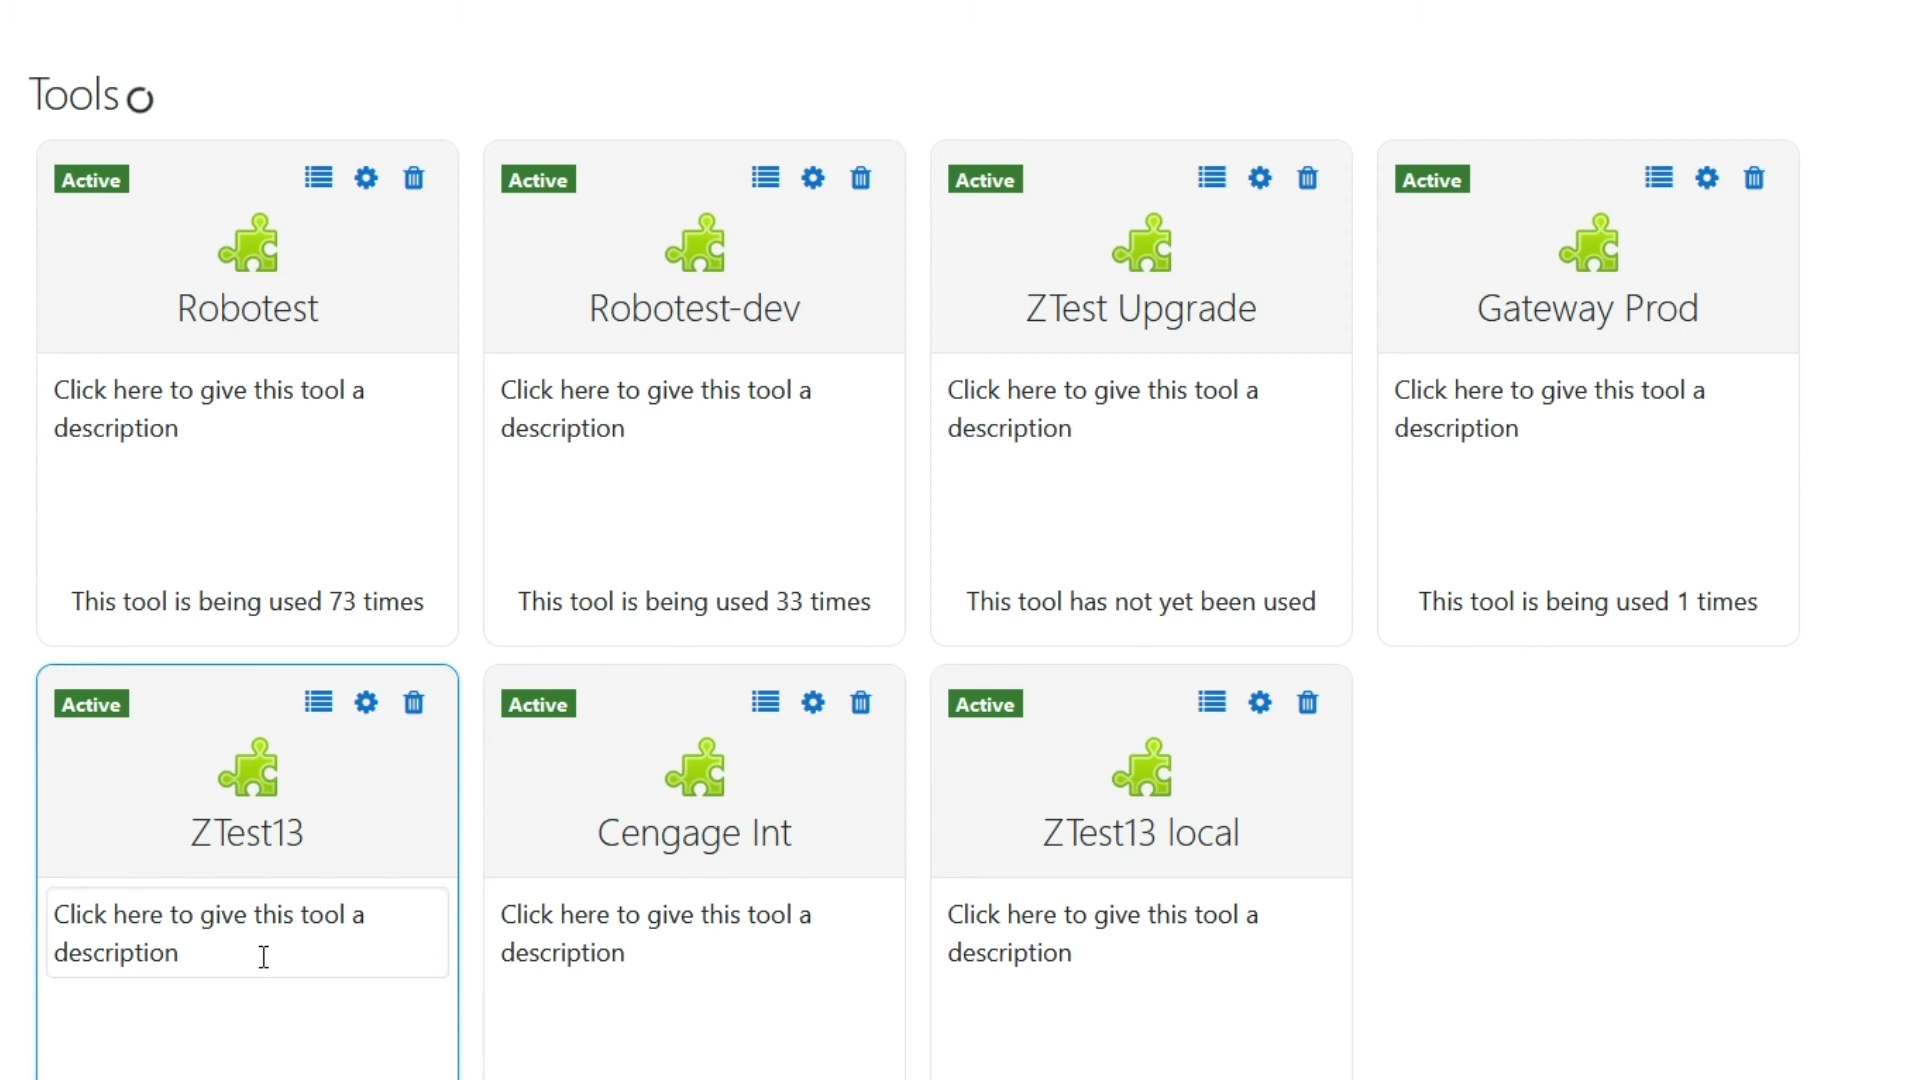 Tools
Active
Robotest
Click here to give this tool a
description
This tool is being used 73 times
Active
Robotest-dev
Click here to give this tool a
description
This tool is being used 33 times
Active
ZTest Upgrade
Click here to give this tool a
description
This tool has not yet been used
Active
Gateway Prod
Click here to give this tool a
description
This tool is being used 1 times
Active
ZTest13
Click here to give this tool a
description
Active
Cengage Int
Click here to give this tool a
description
Active
ZTest13 local
Click here to give this tool a
description